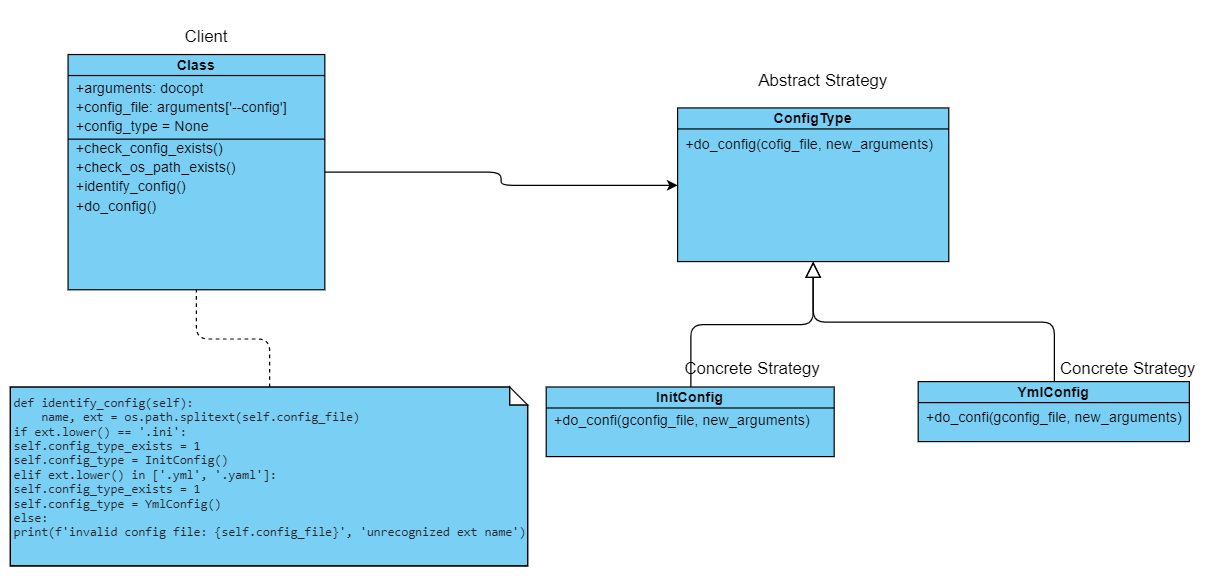 Client
Class
+arguments: docopt
+config_file: arguments['--config']
+config_type = None
+check_config_exists()
+check_os_path_exists()
+identify_config()
+do_config()
Abstract Strategy
ConfigType
+do_config(cofig_file, new_arguments)
Concrete Strategy
InitConfig
+do_confi(gconfig_file, new_arguments)
Concrete Strategy
YmlConfig
+do_confi(gconfig_file, new_arguments)
def identify_config(self):
    name, ext = os.path.splitext(self.config_file)
if ext.lower() == '.ini':
self.config_type_exists = 1
self.config_type = InitConfig()
elif ext.lower() in ['.yml', '.yaml']:
self.config_type_exists = 1
self.config_type = YmlConfig()
else:
print(f'invalid config file: {self.config_file}', 'unrecognized ext name')